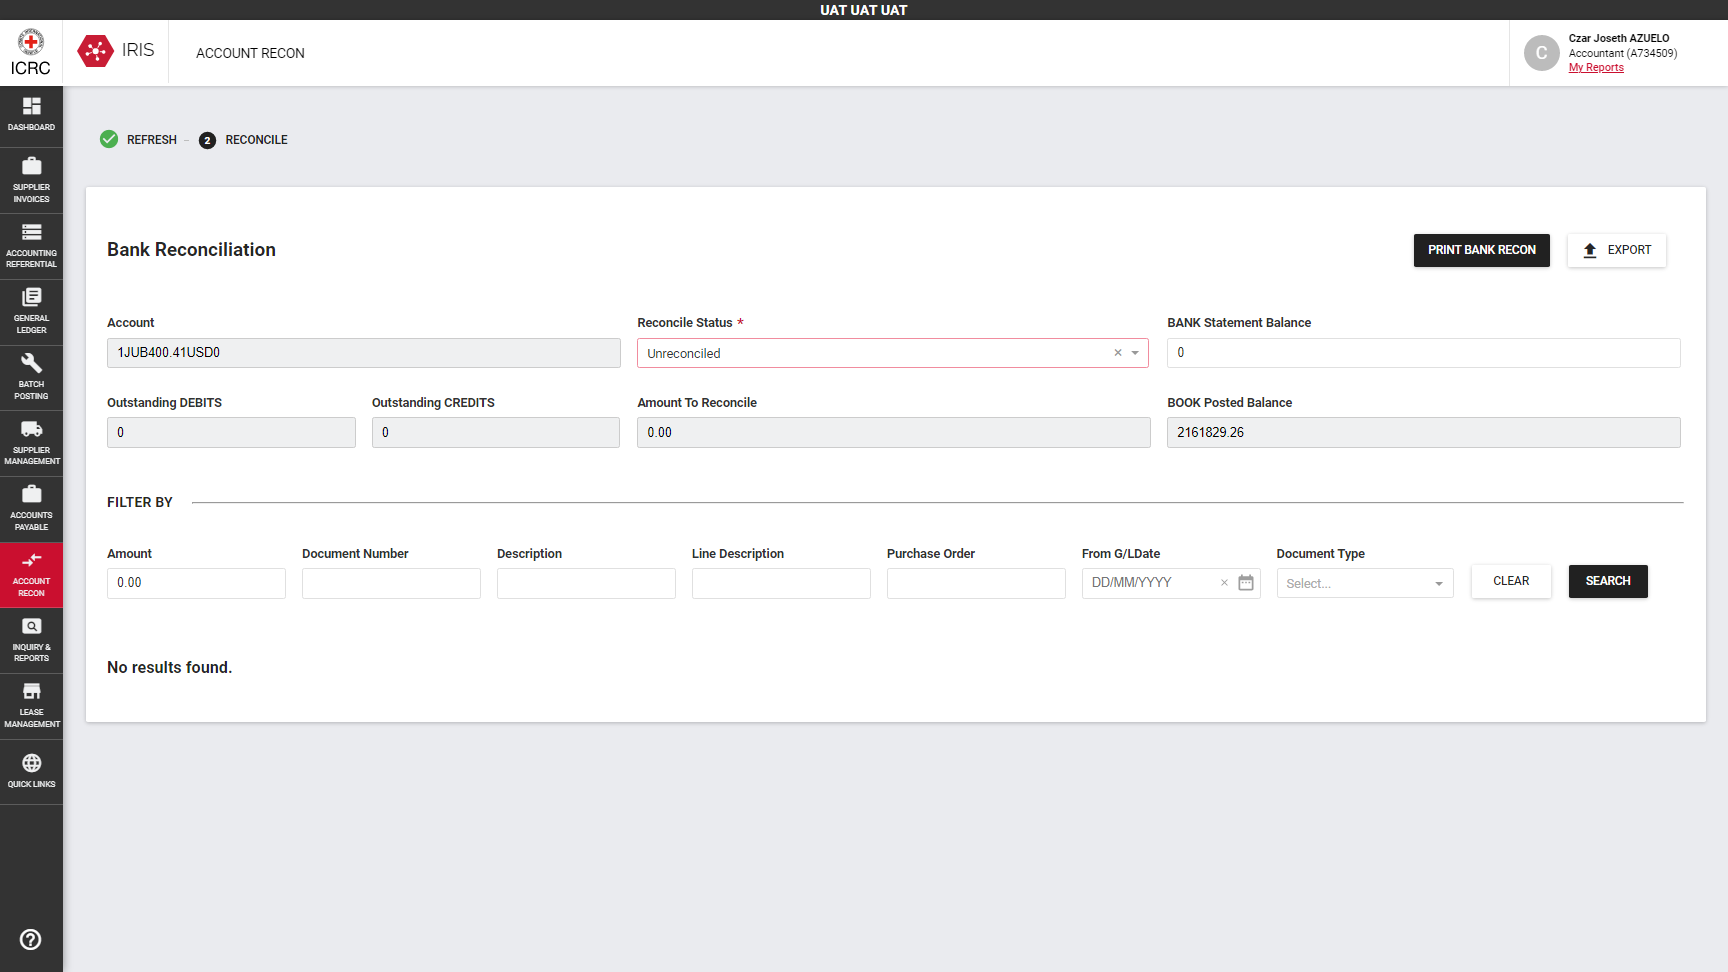 UAT UAT UAT
ICRC
IRIS
ACCOUNT RECON
C
Czar Joseth AZUELO
Accountant (A734509)
My Reports
DASHBOARD
SUPPLIER
INVOICES
ACCOUNTING
REFERENTIAL
GENERAL
LEDGER
BATCH
POSTING
SUPPLIER
MANAGEMENT
ACCOUNTS
PAYABLE
ACCOUNT
RECON
INQUIRY &
REPORTS
LEASE
MANAGEMENT
QUICK LINKS
REFRESH
2 RECONCILE
Bank Reconciliation
PRINT BANK RECON
EXPORT
Account
Reconcile Status *
BANK Statement Balance
1JUB400.41USD0
Unreconciled
0
Outstanding DEBITS
Outstanding CREDITS
Amount To Reconcile
BOOK Posted Balance
0
0
0.00
2161829.26
FILTER BY
Amount
Document Number
Description
Line Description
Purchase Order
From G/LDate
Document Type
0.00
DD/MM/YYYY
Select...
CLEAR
SEARCH
No results found.